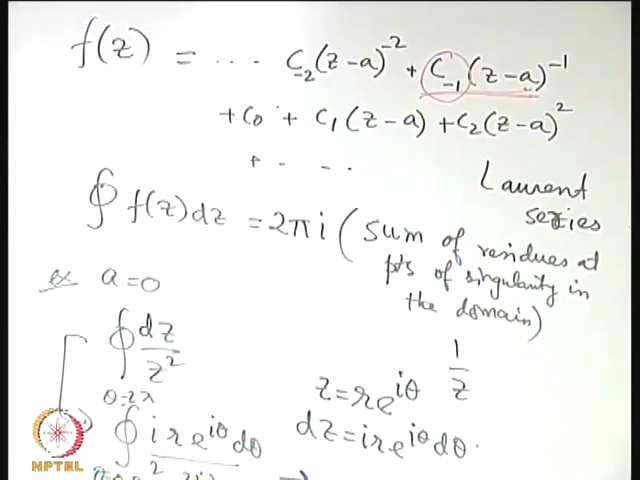 f(z) = ... C₋₂(z-a)⁻² + C₋₁(z-a)⁻¹
+ C₀ + C₁(z-a) + C₂(z-a)²
+ - - ...
Laurent
series
∮ f(z)dz = 2πi ( sum of residues at
pts of singularity in
the domain)
ex a=0
∮ dz/z²
1/z
z = re^{iθ}
θ=2π
∮ ire^{iθ}dθ
dz = ire^{iθ}dθ.
NPTEL